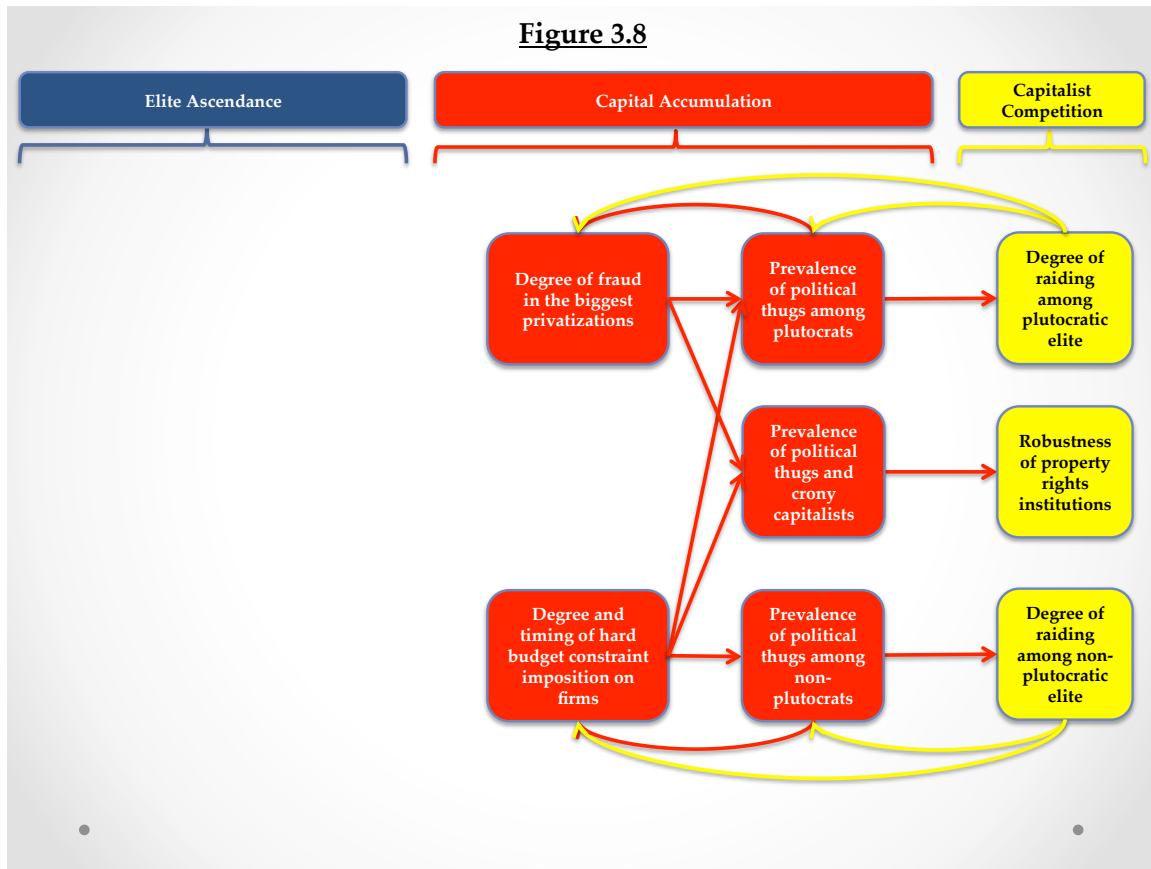 Figure 3.8
Elite Ascendance
Capital Accumulation
Capitalist
Competition
Degree of fraud
in the biggest
privatizations
Prevalence
of political
thugs among
plutocrats
Degree of
raiding
among
plutocratic
elite
Prevalence
of political
thugs and
crony
capitalists
Robustness
of property
rights
institutions
Degree and
timing of hard
budget constraint
imposition on
firms
Prevalence
of political
thugs among
non-
plutocrats
Degree of
raiding
among non-
plutocratic
elite